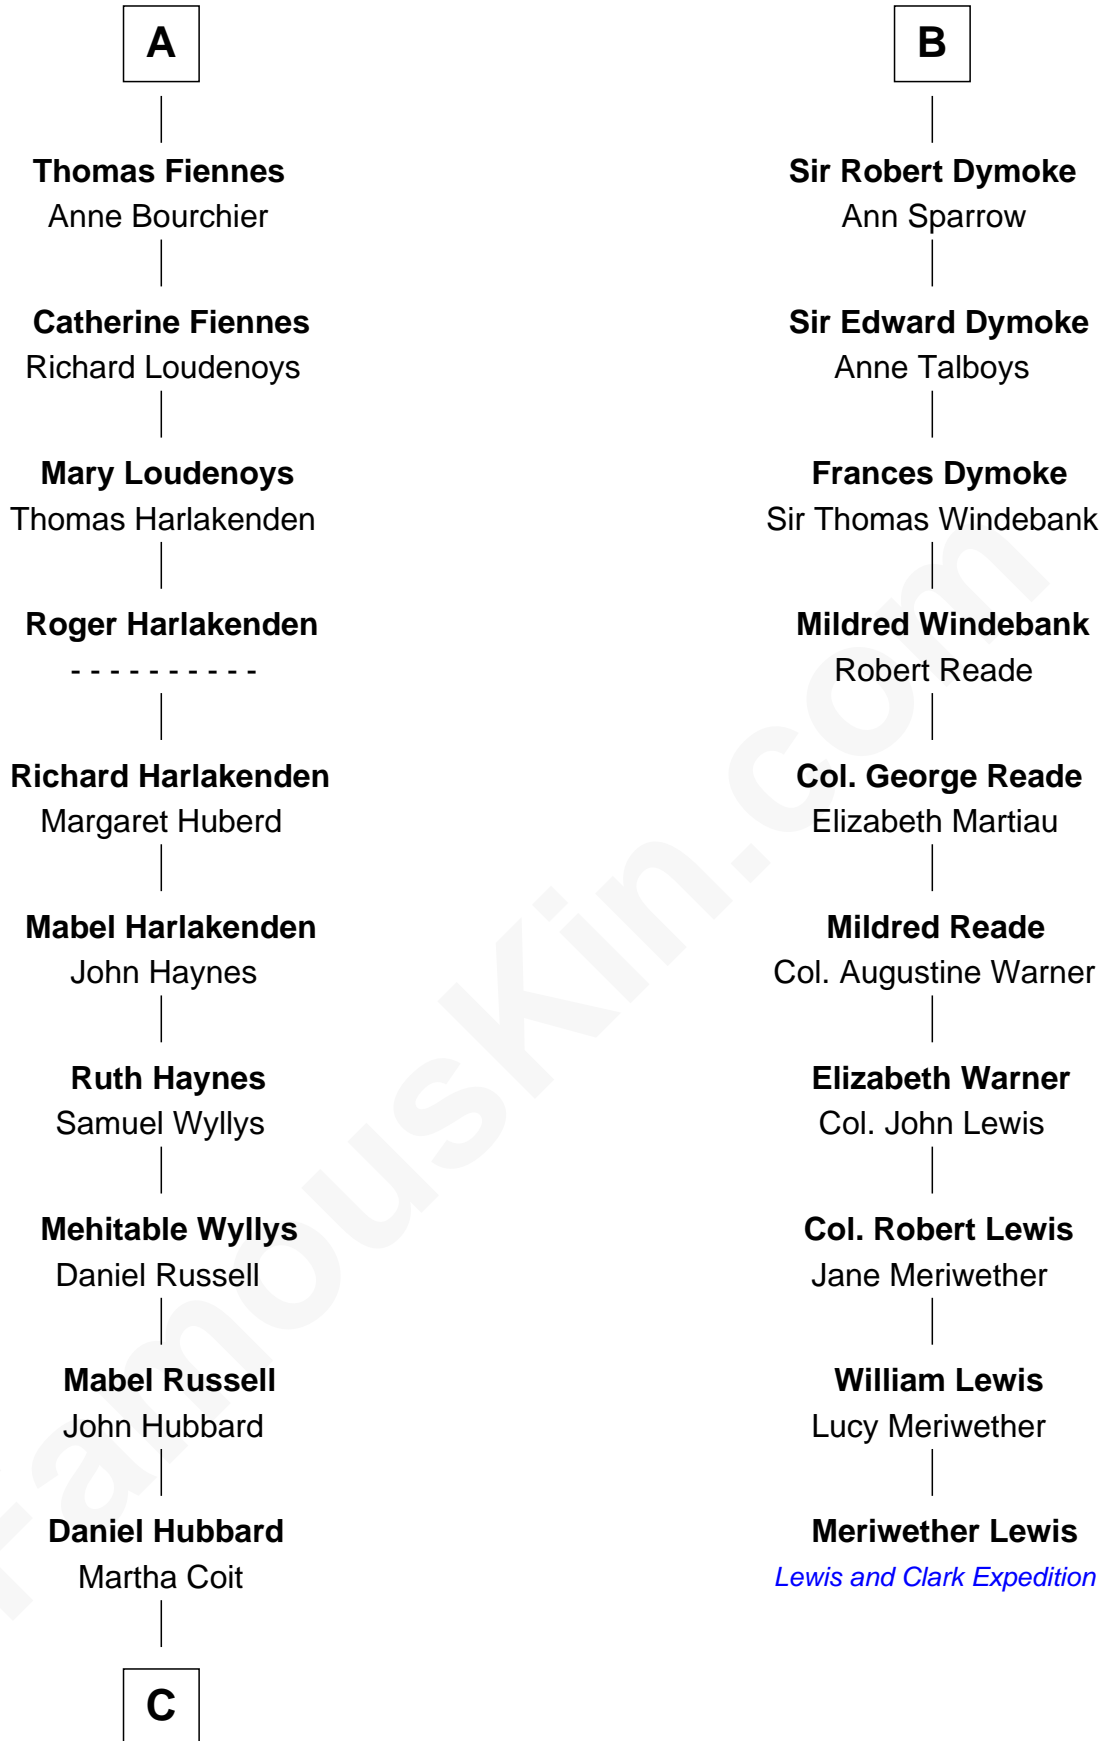 A
Thomas Fiennes
Anne Bourchier
Catherine Fiennes
Richard Loudenoys
Mary Loudenoys
Thomas Harlakenden
Roger Harlakenden
- - - - - - - - - -
Richard Harlakenden
Margaret Huberd
Mabel Harlakenden
John Haynes
Ruth Haynes
Samuel Wyllys
Mehitable Wyllys
Daniel Russell
Mabel Russell
John Hubbard
Daniel Hubbard
Martha Coit
C
B
Sir Robert Dymoke
Ann Sparrow
Sir Edward Dymoke
Anne Talboys
Frances Dymoke
Sir Thomas Windebank
Mildred Windebank
Robert Reade
Col. George Reade
Elizabeth Martiau
Mildred Reade
Col. Augustine Warner
Elizabeth Warner
Col. John Lewis
Col. Robert Lewis
Jane Meriwether
William Lewis
Lucy Meriwether
Meriwether Lewis
Lewis and Clark Expedition
FamousKin.com